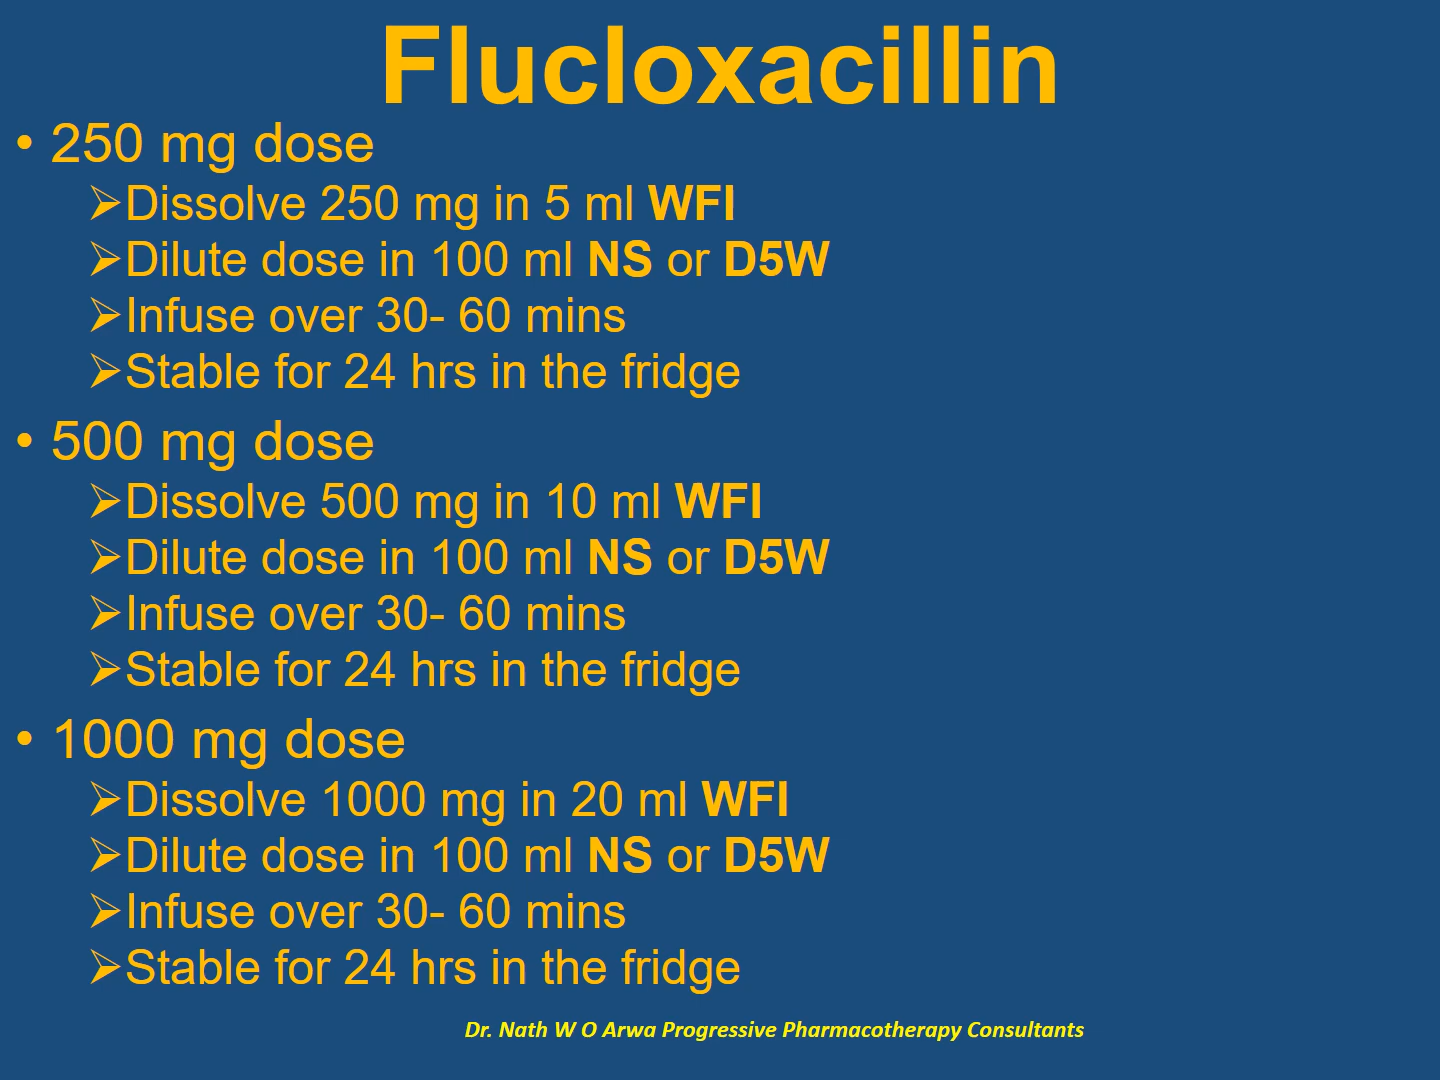 Flucloxacillin
• 250 mg dose
➢Dissolve 250 mg in 5 ml WFI
➢Dilute dose in 100 ml NS or D5W
➢Infuse over 30- 60 mins
➢Stable for 24 hrs in the fridge
• 500 mg dose
➢Dissolve 500 mg in 10 ml WFI
➢Dilute dose in 100 ml NS or D5W
➢Infuse over 30- 60 mins
➢Stable for 24 hrs in the fridge
• 1000 mg dose
➢Dissolve 1000 mg in 20 ml WFI
➢Dilute dose in 100 ml NS or D5W
➢Infuse over 30- 60 mins
➢Stable for 24 hrs in the fridge
Dr. Nath W O Arwa Progressive Pharmacotherapy Consultants